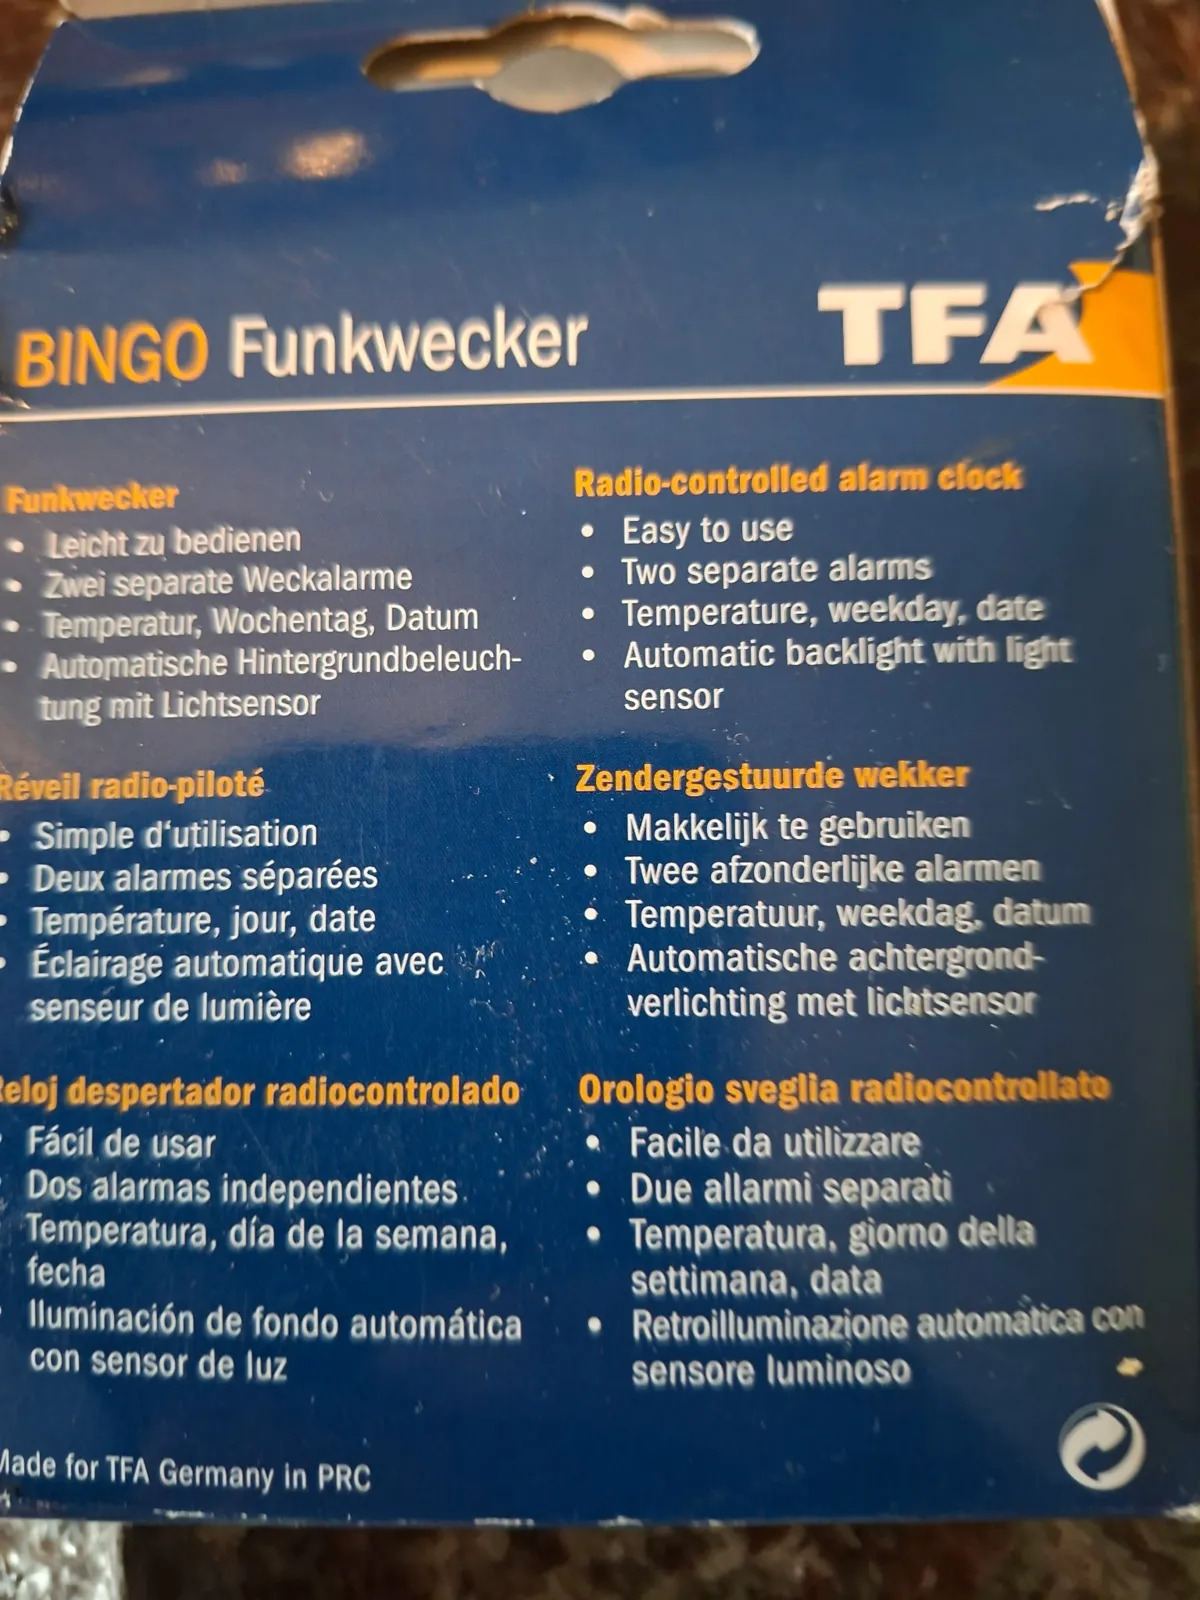 BINGO Funkwecker
TFA
Funkwecker
• Leicht zu bedienen
• Zwei separate Weckalarme
• Temperatur, Wochentag, Datum
• Automatische Hintergrundbeleuch-
tung mit Lichtsensor
Radio-controlled alarm clock
• Easy to use
• Two separate alarms
• Temperature, weekday, date
• Automatic backlight with light
sensor
Réveil radio-piloté
• Simple d'utilisation
• Deux alarmes séparées
• Température, jour, date
• Éclairage automatique avec
senseur de lumière
Zendergestuurde wekker
• Makkelijk te gebruiken
• Twee afzonderlijke alarmen
• Temperatuur, weekdag, datum
• Automatische achtergrond-
verlichting met lichtsensor
eloj despertador radiocontrolado
Fácil de usar
Dos alarmas independientes
Temperatura, día de la semana,
fecha
Iluminación de fondo automática
con sensor de luz
Orologio sveglia radiocontrollato
• Facile da utilizzare
• Due allarmi separati
• Temperatura, giorno della
settimana, data
• Retroilluminazione automatica con
sensore luminoso
Made for TFA Germany in PRC